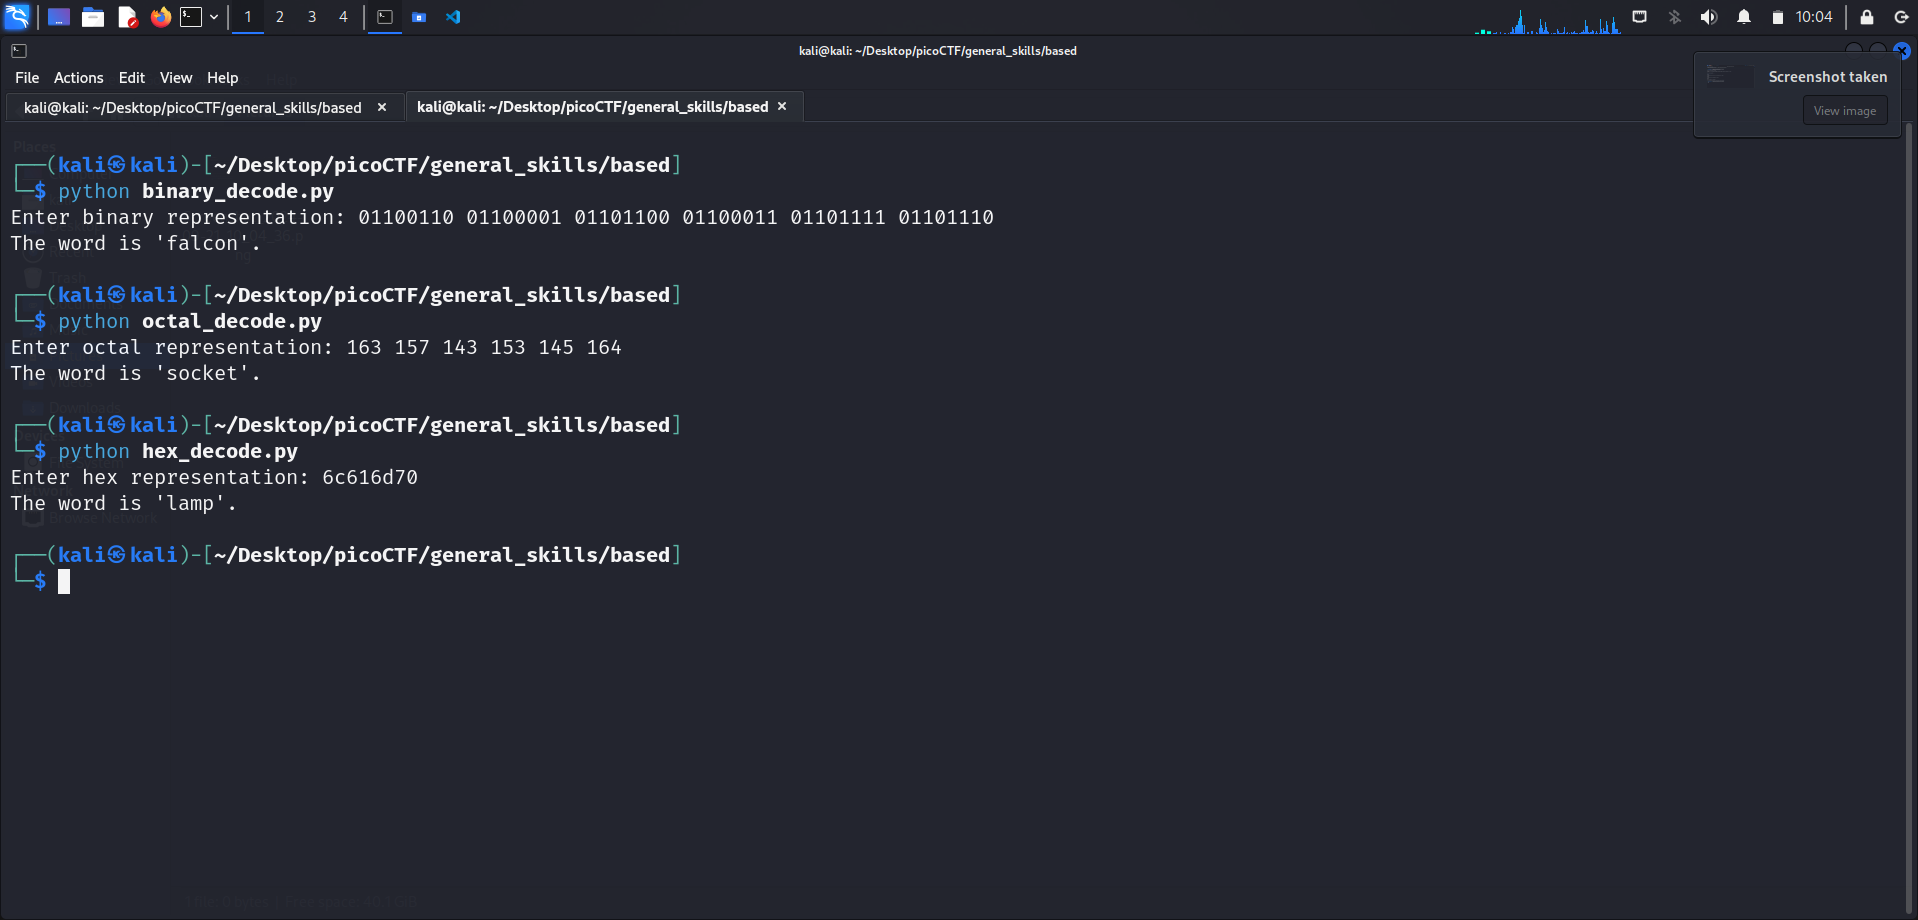 1 2 3 4 10:04
kali@kali: ~/Desktop/picoCTF/general_skills/based
File Actions Edit View Help
Screenshot taken
View image
kali@kali: ~/Desktop/picoCTF/general_skills/based × kali@kali: ~/Desktop/picoCTF/general_skills/based ×
┌──(kali㉿kali)-[~/Desktop/picoCTF/general_skills/based]
└─$ python binary_decode.py
Enter binary representation: 01100110 01100001 01101100 01100011 01101111 01101110
The word is 'falcon'.
┌──(kali㉿kali)-[~/Desktop/picoCTF/general_skills/based]
└─$ python octal_decode.py
Enter octal representation: 163 157 143 153 145 164
The word is 'socket'.
┌──(kali㉿kali)-[~/Desktop/picoCTF/general_skills/based]
└─$ python hex_decode.py
Enter hex representation: 6c616d70
The word is 'lamp'.
Browse Network
┌──(kali㉿kali)-[~/Desktop/picoCTF/general_skills/based]
└─$